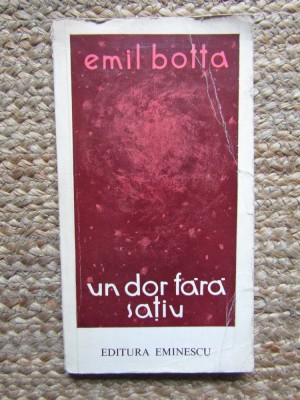 emil botta
un dor fără
sațiu
EDITURA EMINESCU